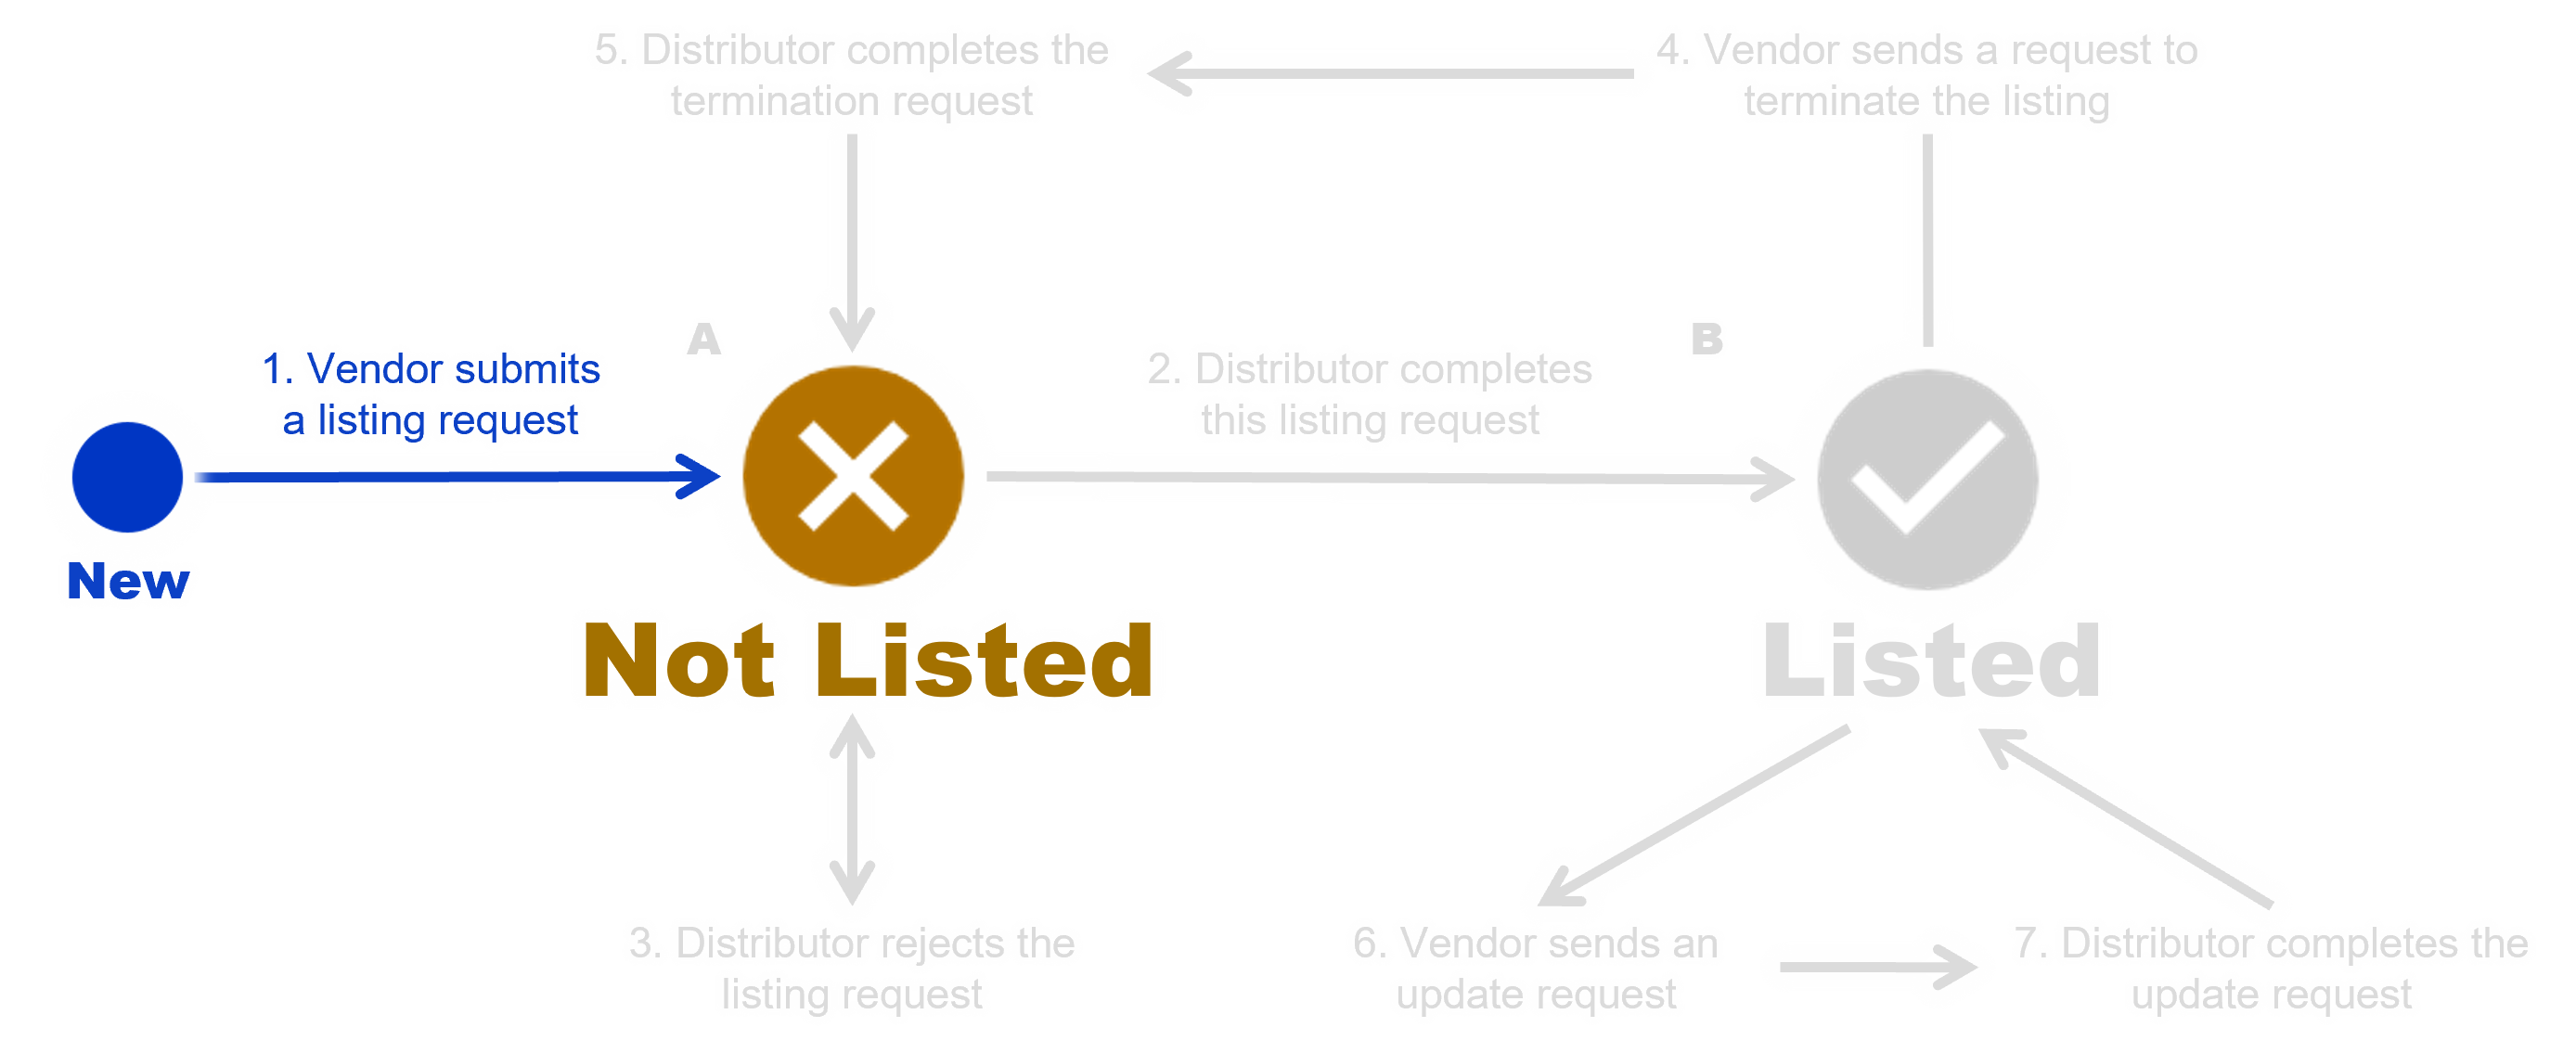 5. Distributor completes the
termination request
4. Vendor sends a request to
terminate the listing
A
B
1. Vendor submits
a listing request
2. Distributor completes
this listing request
New
Not Listed
Listed
3. Distributor rejects the
listing request
6. Vendor sends an
update request
7. Distributor completes the
update request